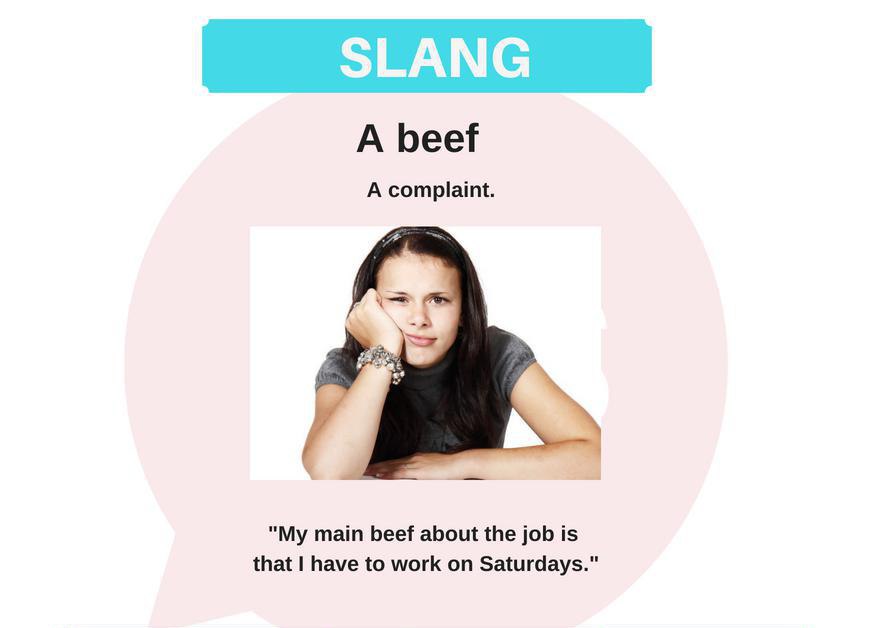 SLANG
A beef
A complaint.
"My main beef about the job is
that I have to work on Saturdays."